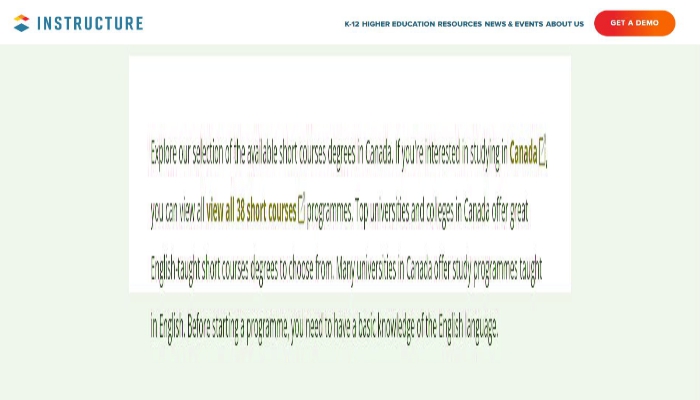 INSTRUCTURE
K-12 HIGHER EDUCATION RESOURCES NEWS & EVENTS ABOUT US
GET A DEMO
Explore our selection of the available short courses degrees in Canada. If you're interested in studying in Canada,
you can view all view all 38 short courses programmes. Top universities and colleges in Canada offer great
English-taught short courses degrees to choose from. Many universities in Canada offer study programmes taught
in English. Before starting a programme, you need to have a basic knowledge of the English language.